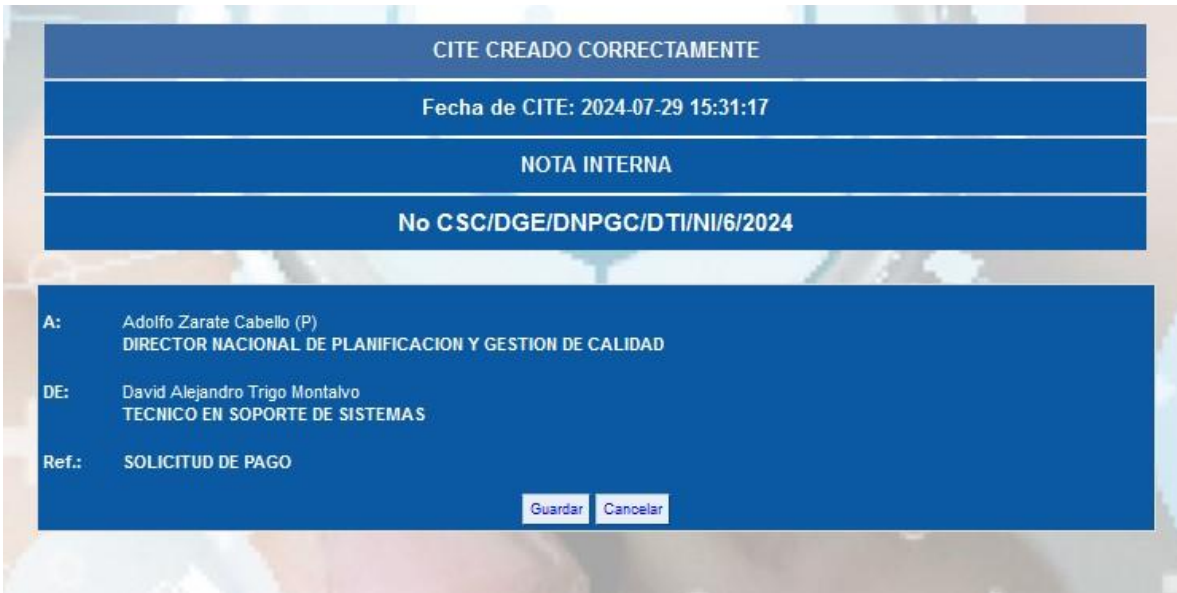 CITE CREADO CORRECTAMENTE
Fecha de CITE: 2024-07-29 15:31:17
NOTA INTERNA
No CSC/DGE/DNPGC/DTI/NI/6/2024
A: Adolfo Zarate Cabello (P)
DIRECTOR NACIONAL DE PLANIFICACION Y GESTION DE CALIDAD
DE: David Alejandro Trigo Montalvo
TECNICO EN SOPORTE DE SISTEMAS
Ref.: SOLICITUD DE PAGO
Guardar Cancelar